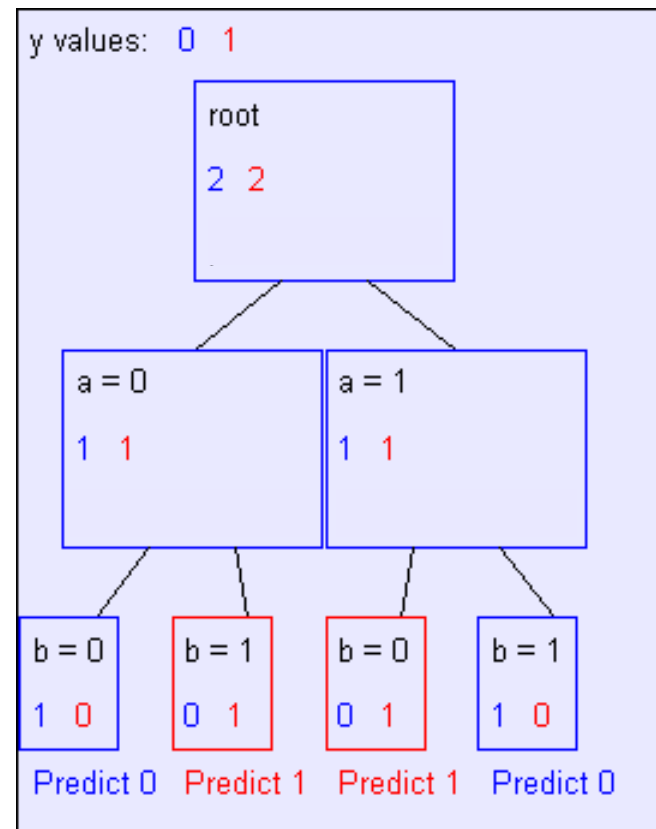 y values: 0 1
root
2 2
a = 0
1 1
a = 1
1 1
b = 0
1 0
Predict 0
b = 1
0 1
Predict 1
b = 0
0 1
Predict 1
b = 1
1 0
Predict 0